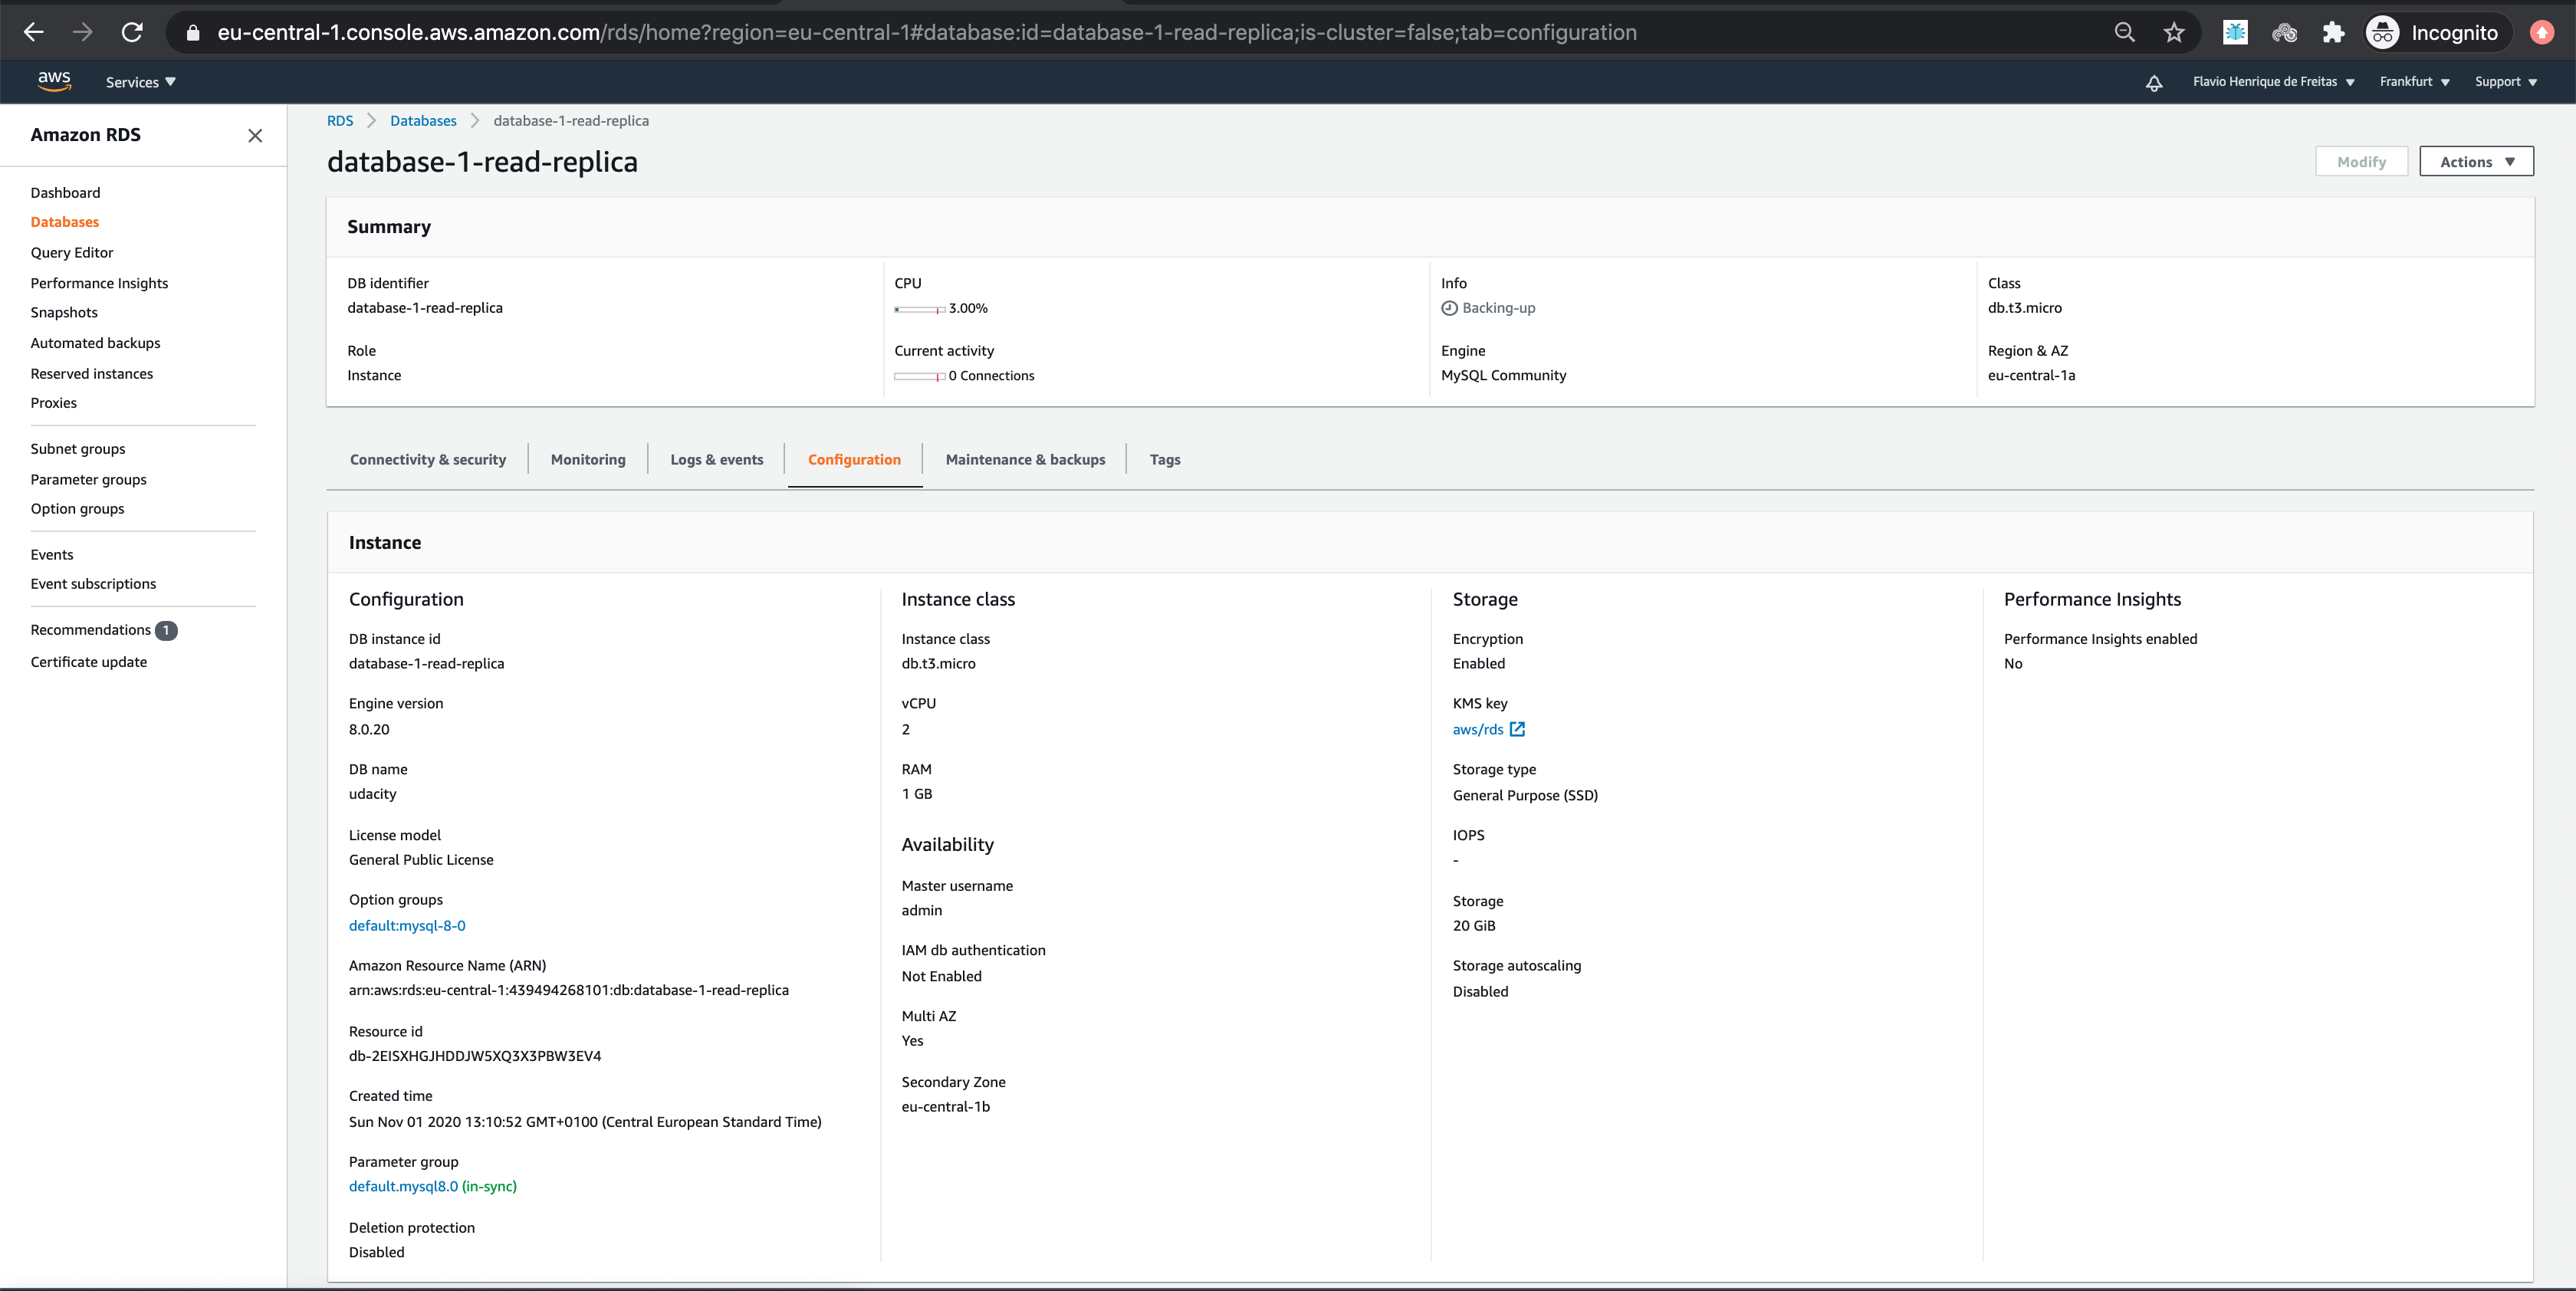 eu-central-1.console.aws.amazon.com/rds/home?region=eu-central-1#database:id=database-1-read-replica;is-cluster=false;tab=configuration
Incognito
aws
Services
Flavio Henrique de Freitas
Frankfurt
Support
Amazon RDS
Dashboard
Databases
Query Editor
Performance Insights
Snapshots
Automated backups
Reserved instances
Proxies
Subnet groups
Parameter groups
Option groups
Events
Event subscriptions
Recommendations 1
Certificate update
RDS > Databases > database-1-read-replica
database-1-read-replica
Modify
Actions
Summary
DB identifier
database-1-read-replica
Role
Instance
CPU
3.00%
Current activity
0 Connections
Info
Backing-up
Engine
MySQL Community
Class
db.t3.micro
Region & AZ
eu-central-1a
Connectivity & security
Monitoring
Logs & events
Configuration
Maintenance & backups
Tags
Instance
Configuration
DB instance id
database-1-read-replica
Engine version
8.0.20
DB name
udacity
License model
General Public License
Option groups
default:mysql-8-0
Amazon Resource Name (ARN)
arn:aws:rds:eu-central-1:439494268101:db:database-1-read-replica
Resource id
db-2EISXHGJHDDJW5XQ3X3PBW3EV4
Created time
Sun Nov 01 2020 13:10:52 GMT+0100 (Central European Standard Time)
Parameter group
default.mysql8.0 (in-sync)
Deletion protection
Disabled
Instance class
Instance class
db.t3.micro
vCPU
2
RAM
1 GB
Availability
Master username
admin
IAM db authentication
Not Enabled
Multi AZ
Yes
Secondary Zone
eu-central-1b
Storage
Encryption
Enabled
KMS key
aws/rds
Storage type
General Purpose (SSD)
IOPS
-
Storage
20 GiB
Storage autoscaling
Disabled
Performance Insights
Performance Insights enabled
No